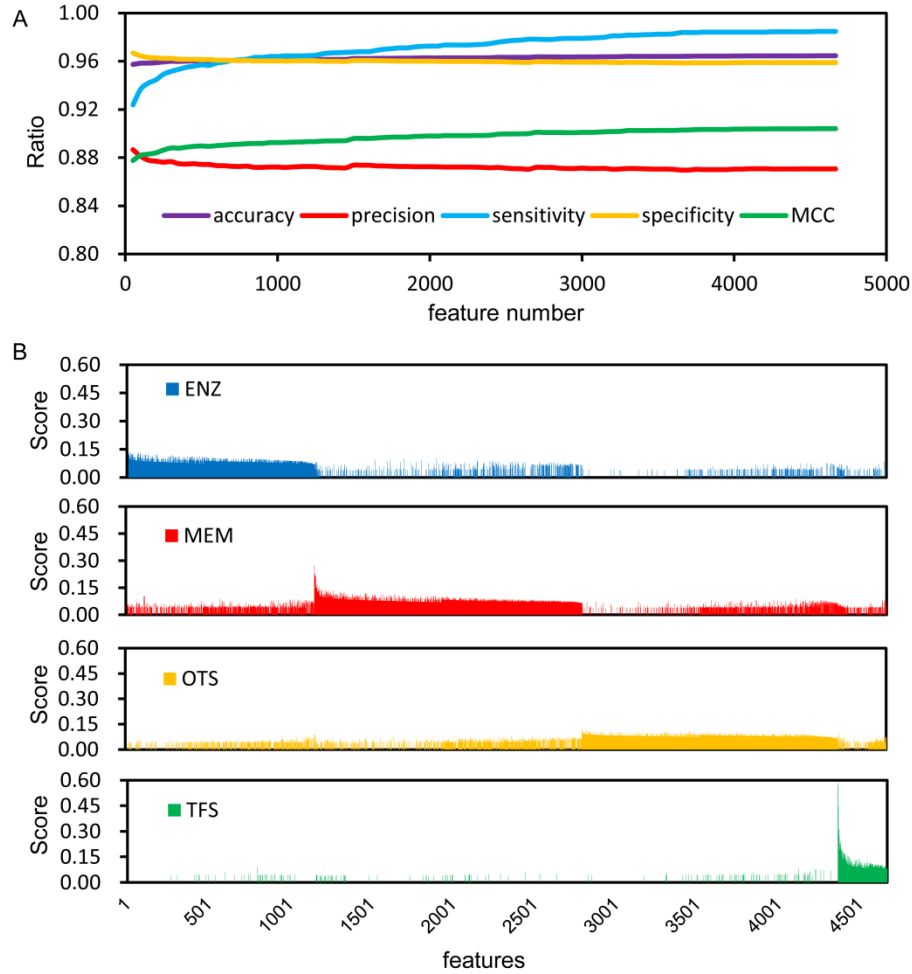 A
1.00
0.96
0.92
0.88
0.84
0.80
Ratio
accuracy precision sensitivity specificity MCC
0 1000 2000 3000 4000 5000
feature number
B
0.60
0.45
0.30
0.15
0.00
Score
ENZ
0.60
0.45
0.30
0.15
0.00
Score
MEM
0.60
0.45
0.30
0.15
0.00
Score
OTS
0.60
0.45
0.30
0.15
0.00
Score
TFS
1 501 1001 1501 2001 2501 3001 3501 4001 4501
features